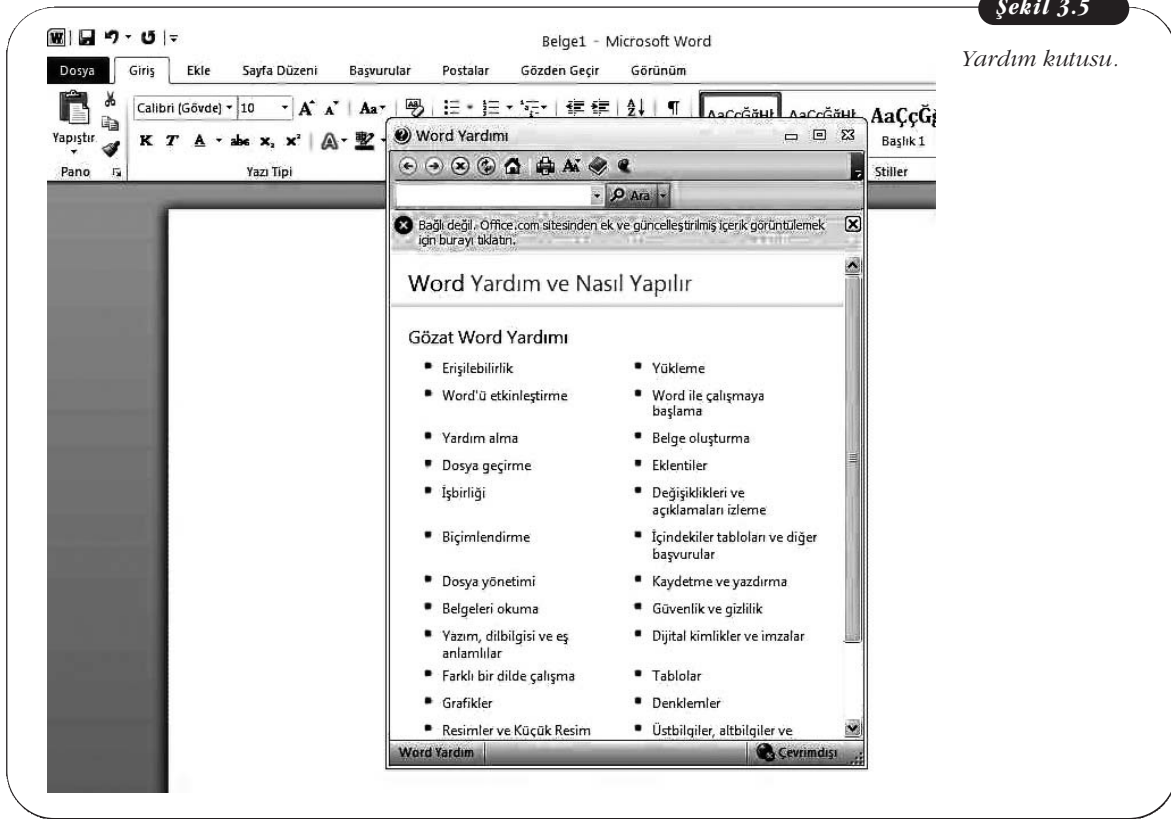 Şekil 3.5
Yardım kutusu.
Belge1 - Microsoft Word
Dosya Giriş Ekle Sayfa Düzeni Başvurular Postalar Gözden Geçir Görünüm
Calibri (Gövde) 10
Yapıştır
Pano Yazı Tipi
AaÇçĞğHł AaÇçĞğHł AaÇçĞğ
Başlık 1
Stiller
Word Yardımı
Ara
Bağlı değil. Office.com sitesinden ek ve güncelleştirilmiş içerik görüntülemek
için burayı tıklatın.
Word Yardım ve Nasıl Yapılır
Gözat Word Yardımı
Erişilebilirlik
Yükleme
Word'ü etkinleştirme
Word ile çalışmaya
başlama
Yardım alma
Belge oluşturma
Dosya geçirme
Eklentiler
İşbirliği
Değişiklikleri ve
açıklamaları izleme
Biçimlendirme
İçindekiler tabloları ve diğer
başvurular
Dosya yönetimi
Kaydetme ve yazdırma
Belgeleri okuma
Güvenlik ve gizlilik
Yazım, dilbilgisi ve eş
anlamlılar
Dijital kimlikler ve imzalar
Farklı bir dilde çalışma
Tablolar
Grafikler
Denklemler
Resimler ve Küçük Resim
Üstbilgiler, altbilgiler ve
Word Yardım
Çevrimdışı